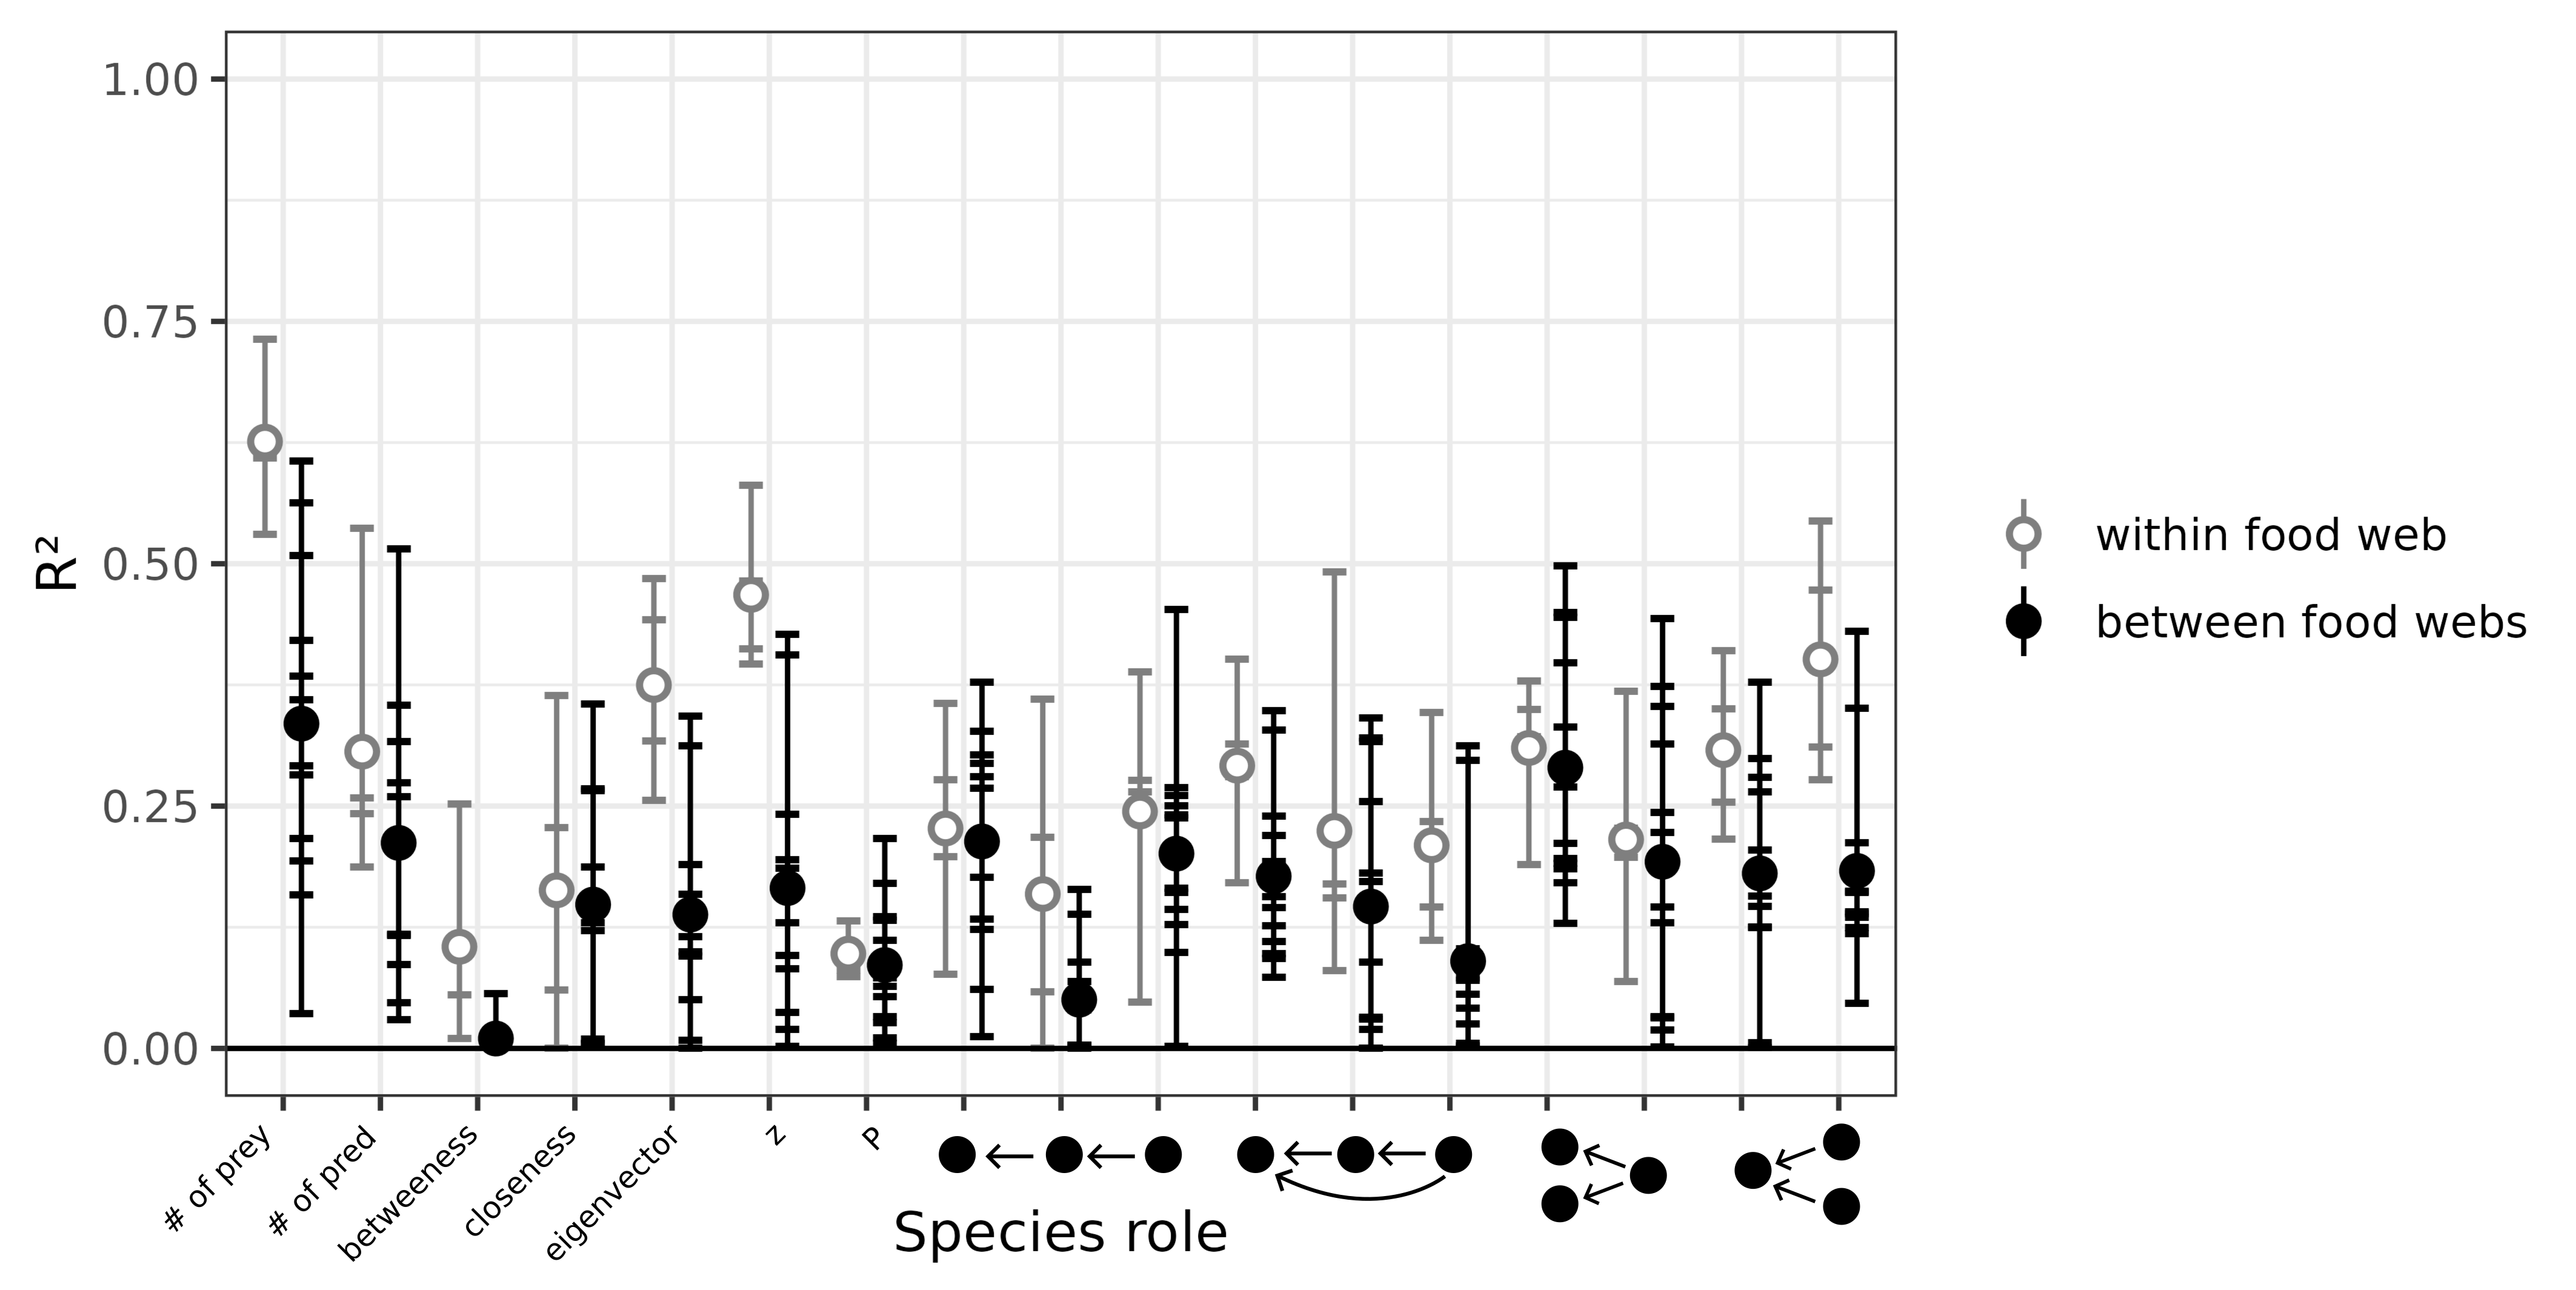 1.00
0.75
0.50
0.25
0.00
R²
# of prey
# of pred
betweeness
closeness
eigenvector
z
P
Species role
within food web
between food webs